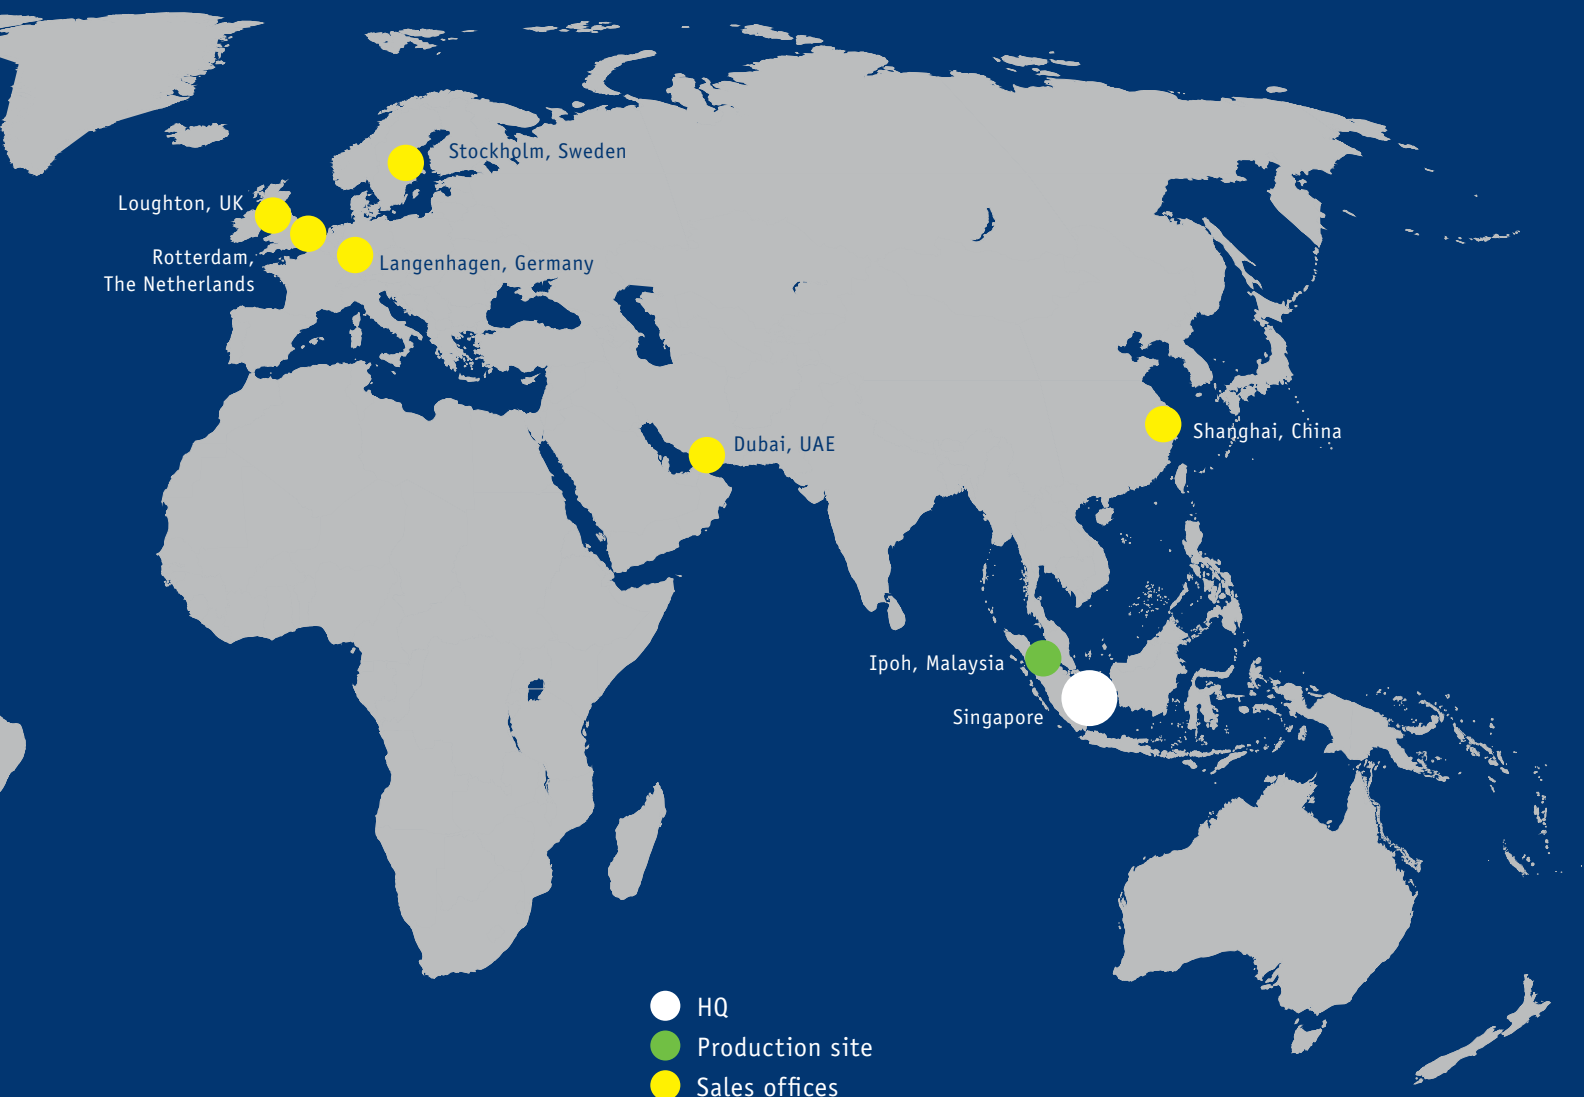 Stockholm, Sweden
Loughton, UK
Rotterdam,
The Netherlands
Langenhagen, Germany
Dubai, UAE
Shanghai, China
Ipoh, Malaysia
Singapore
HQ
Production site
Sales offices